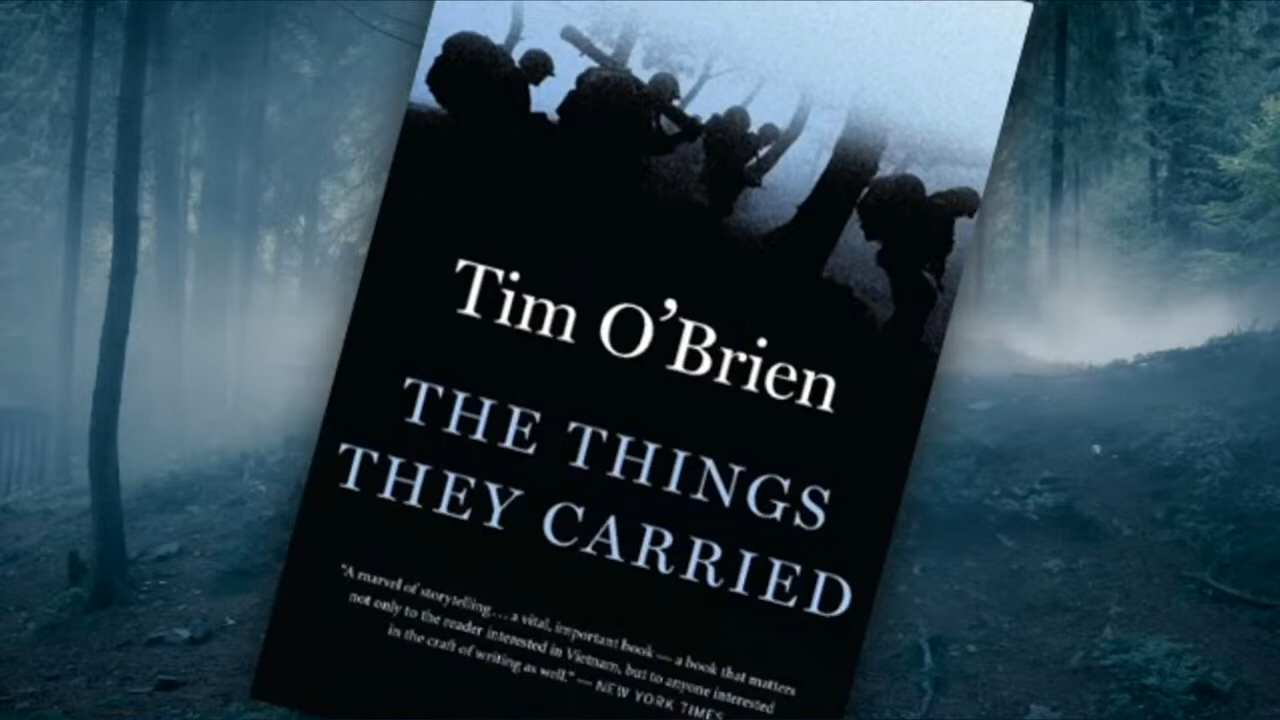 Tim O’Brien
THE THINGS
THEY CARRIED
“A marvel of storytelling... a vital, important book — a book that matters
not only to the reader interested in Vietnam, but to anyone interested
in the craft of writing as well.” — NEW YORK TIMES